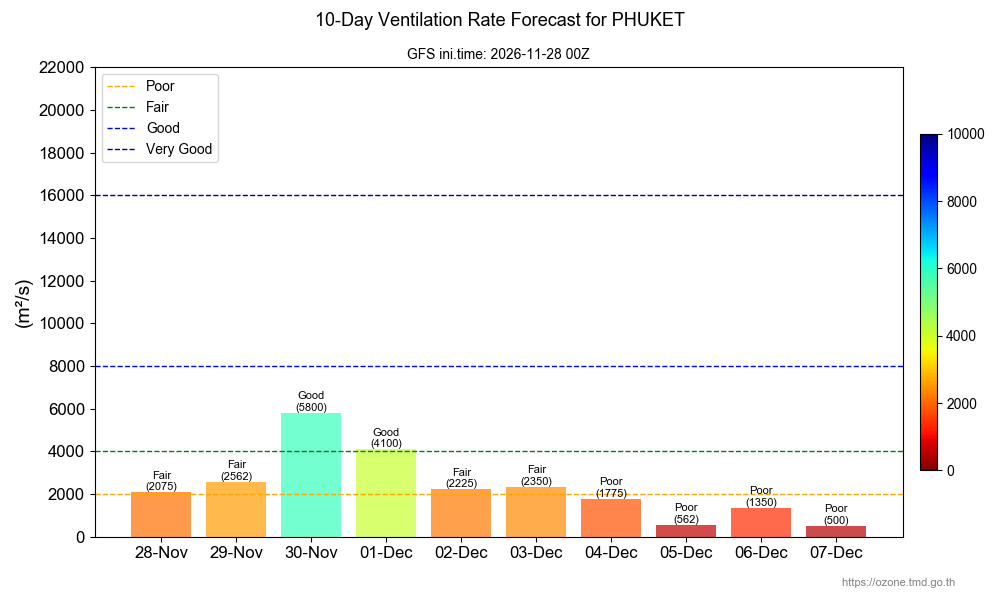 10-Day Ventilation Rate Forecast for PHUKET
GFS ini.time: 2026-11-28 00Z
(m²/s)
22000
20000
18000
16000
14000
12000
10000
8000
6000
4000
2000
0
Poor
Fair
Good
Very Good
Fair
(2075)
Fair
(2562)
Good
(5800)
Good
(4100)
Fair
(2225)
Fair
(2350)
Poor
(1775)
Poor
(562)
Poor
(1350)
Poor
(500)
28-Nov 29-Nov 30-Nov 01-Dec 02-Dec 03-Dec 04-Dec 05-Dec 06-Dec 07-Dec
10000
8000
6000
4000
2000
0
https://ozone.tmd.go.th